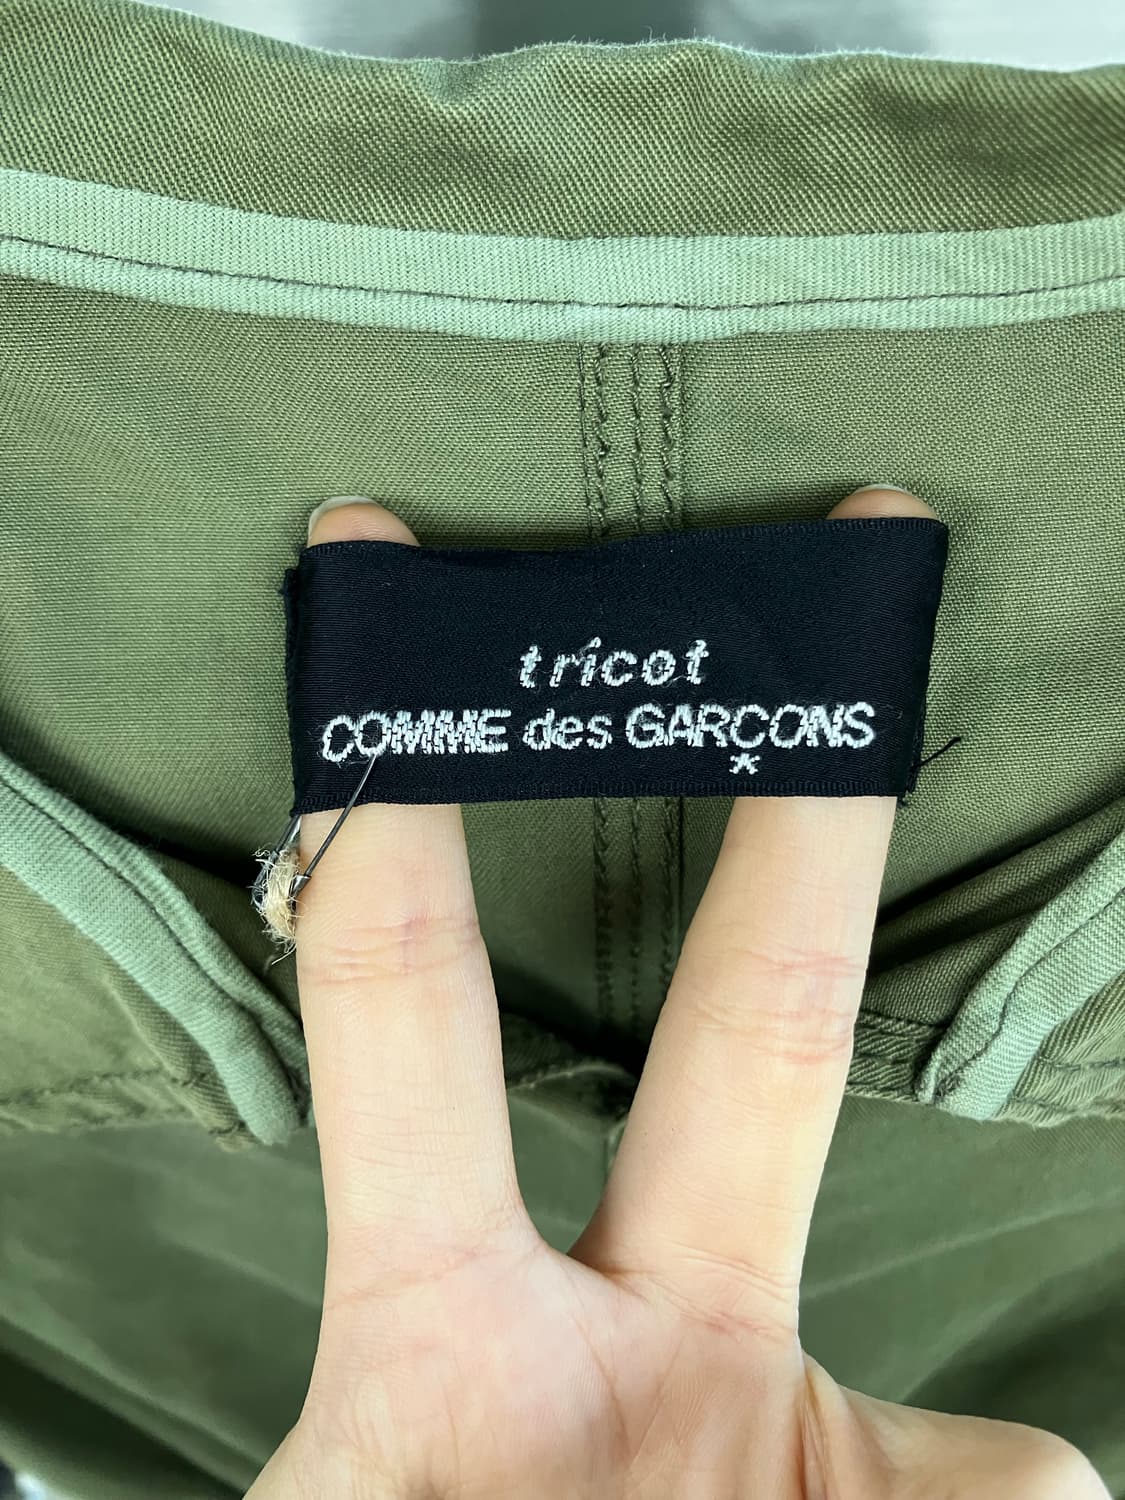 tricot
COMME des GARÇONS
*